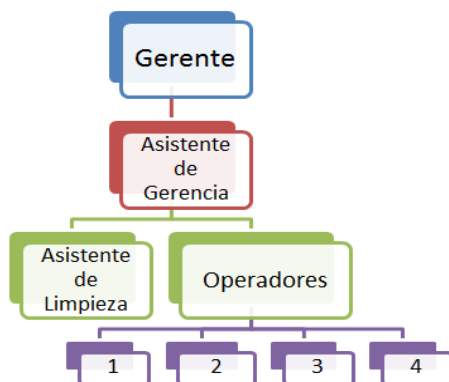 Gerente
Asistente
de
Gerencia
Asistente
de
Limpieza
Operadores
1 2 3 4